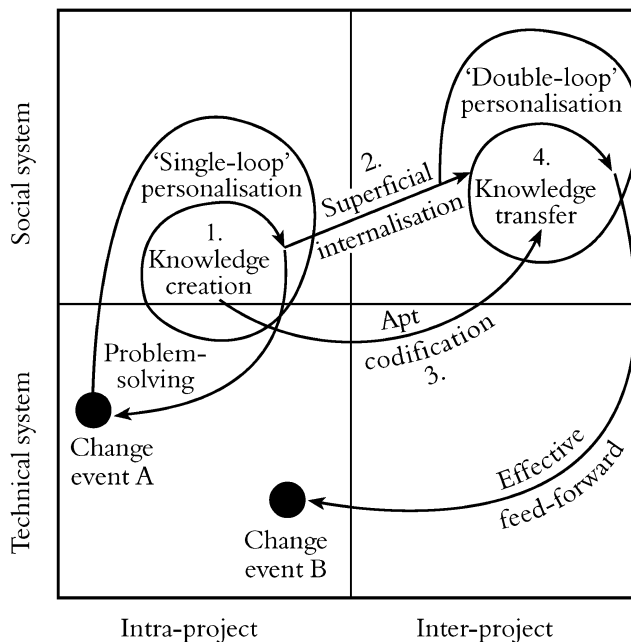 Social system
Technical system
'Single-loop'
personalisation
1.
Knowledge
creation
2.
Superficial
internalisation
'Double-loop'
personalisation
4.
Knowledge
transfer
Apt
codification
3.
Problem-
solving
Change
event A
Change
event B
Effective
feed-forward
Intra-project
Inter-project